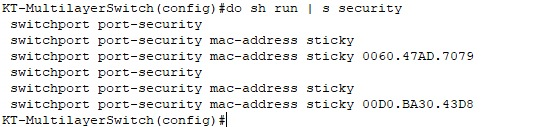 KT-MultilayerSwitch(config)#do sh run | s security
switchport port-security
switchport port-security mac-address sticky
switchport port-security mac-address sticky 0060.47AD.7079
switchport port-security
switchport port-security mac-address sticky
switchport port-security mac-address sticky 00D0.BA30.43D8
KT-MultilayerSwitch(config)#